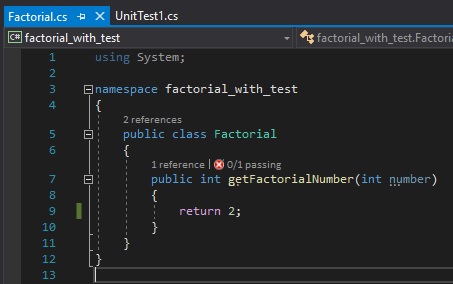 Factorial.cs UnitTest1.cs
C# factorial_with_test factorial_with_test.Factori
1 using System;
2
3 namespace factorial_with_test
4 {
2 references
5 public class Factorial
6 {
1 reference | 0/1 passing
7 public int getFactorialNumber(int number)
8 {
9 return 2;
10 }
11 }
12 }
13